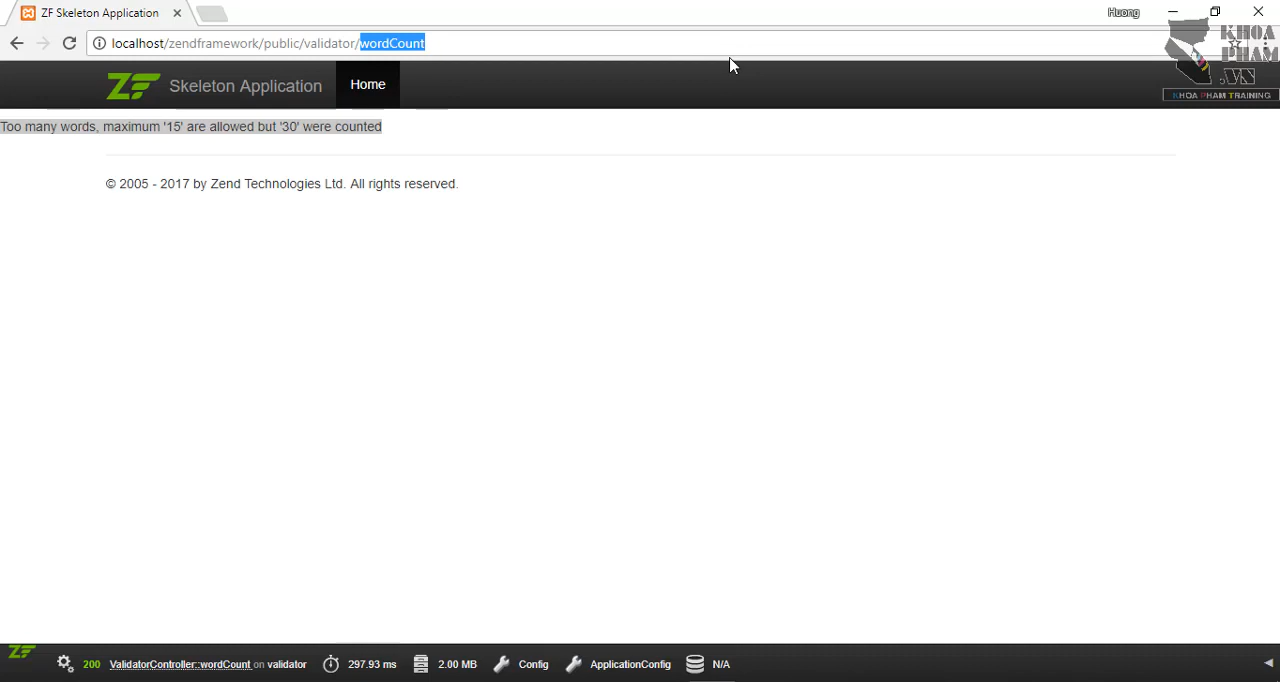 ZF Skeleton Application
Huong
localhost/zendframework/public/validator/wordCount
KHOA
PHAM
.VN
KHOA PHAM TRAINING
ZF Skeleton Application Home
Too many words, maximum '15' are allowed but '30' were counted
© 2005 - 2017 by Zend Technologies Ltd. All rights reserved.
ZF 200 ValidatorController::wordCount on validator 297.93 ms 2.00 MB Config ApplicationConfig N/A